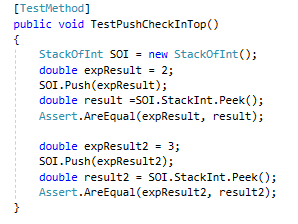 [TestMethod]
public void TestPushCheckInTop()
{
StackOfInt SOI = new StackOfInt();
double expResult = 2;
SOI.Push(expResult);
double result =SOI.StackInt.Peek();
Assert.AreEqual(expResult, result);
double expResult2 = 3;
SOI.Push(expResult2);
double result2 = SOI.StackInt.Peek();
Assert.AreEqual(expResult2, result2);
}